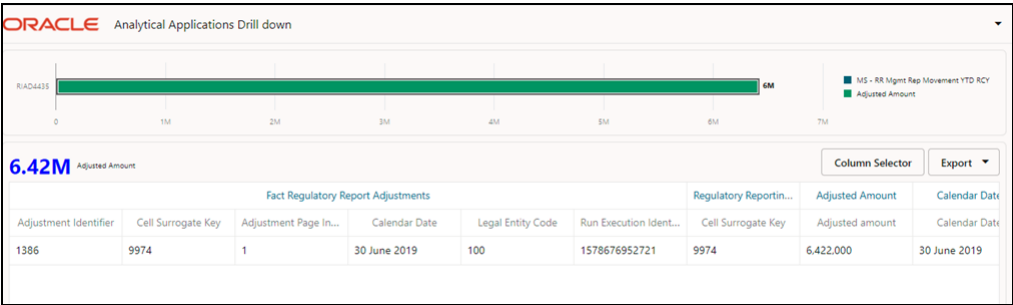 ORACLE Analytical Applications Drill down
RIAD4435
6M
MS - RR Mgmt Rep Movement YTD RCY
Adjusted Amount
0 1M 2M 3M 4M 5M 6M 7M
6.42M Adjusted Amount
Column Selector Export
Fact Regulatory Report Adjustments Regulatory Reportin... Adjusted Amount Calendar Date
Adjustment Identifier Cell Surrogate Key Adjustment Page In... Calendar Date Legal Entity Code Run Execution Ident... Cell Surrogate Key Adjusted amount Calendar Date
1386 9974 1 30 June 2019 100 1578676952721 9974 6,422,000 30 June 2019